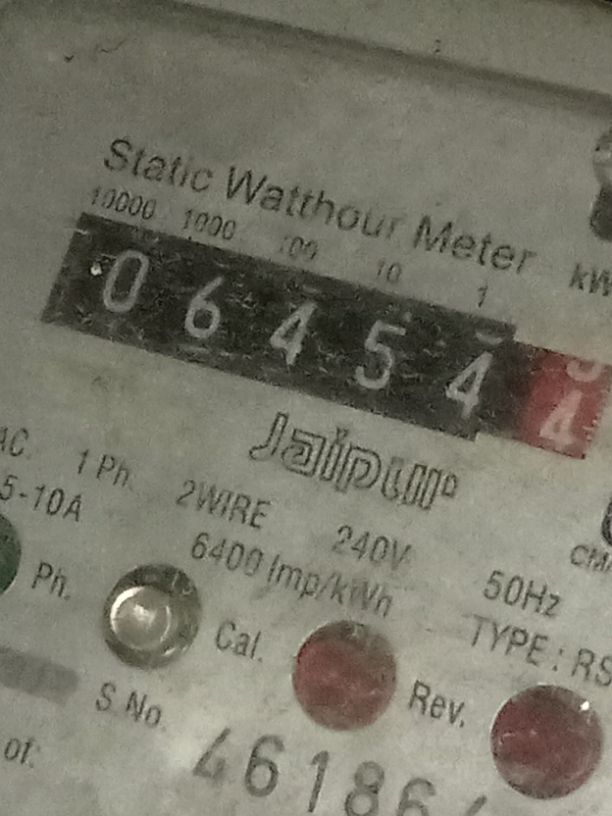 Static Watthour Meter
10000 1000 100 10 1
0 6 4 5 4 4
Jaipur
AC. 1 Ph. 2WIRE 240V 50Hz
5-10A 6400 Imp/kWh TYPE : RS
Ph. Cal. Rev.
S.No.
of: